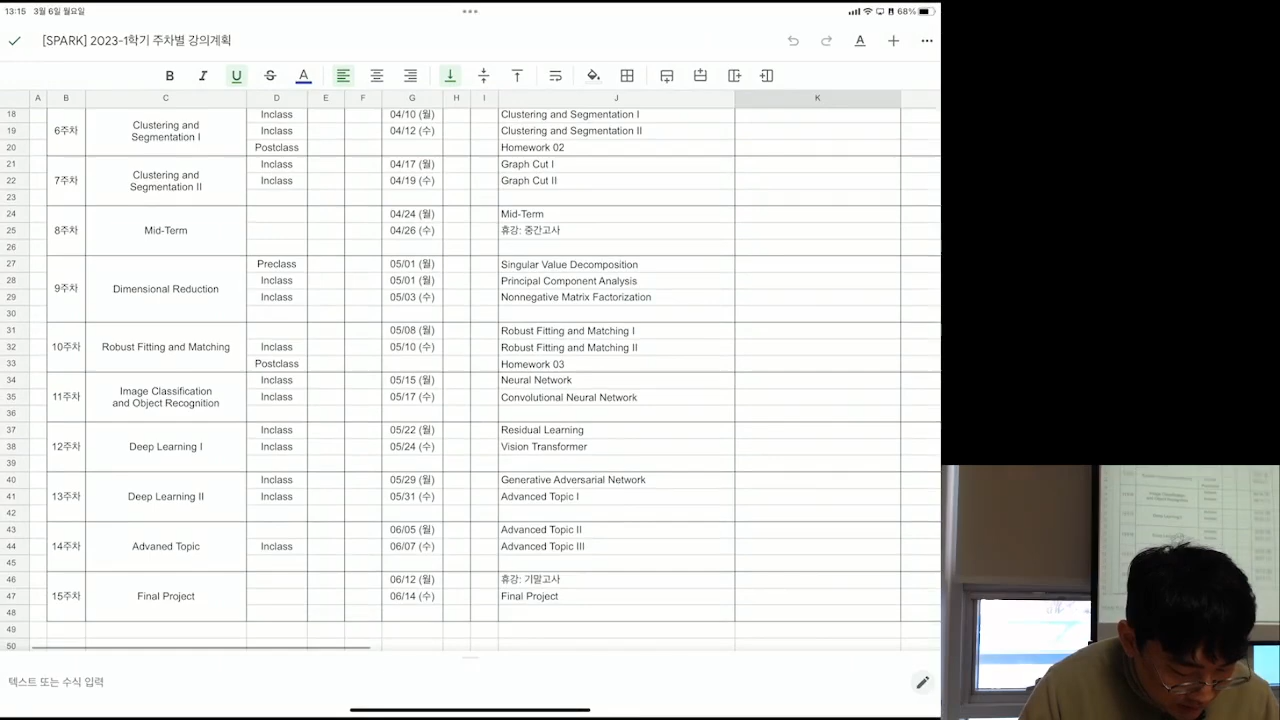 13:15 3월 6일 월요일 68%
[SPARK] 2023-1학기 주차별 강의계획
B I U S A
A B C D E F G H I J K
18 Inclass 04/10 (월) Clustering and Segmentation I
19 6주차 Clustering and Segmentation I Inclass 04/12 (수) Clustering and Segmentation II
20 Postclass Homework 02
21 Inclass 04/17 (월) Graph Cut I
22 7주차 Clustering and Segmentation II Inclass 04/19 (수) Graph Cut II
23
24 04/24 (월) Mid-Term
25 8주차 Mid-Term 04/26 (수) 휴강: 중간고사
26
27 Preclass 05/01 (월) Singular Value Decomposition
28 9주차 Dimensional Reduction Inclass 05/01 (월) Principal Component Analysis
29 Inclass 05/03 (수) Nonnegative Matrix Factorization
30
31 05/08 (월) Robust Fitting and Matching I
32 10주차 Robust Fitting and Matching Inclass 05/10 (수) Robust Fitting and Matching II
33 Postclass Homework 03
34 Inclass 05/15 (월) Neural Network
35 11주차 Image Classification and Object Recognition Inclass 05/17 (수) Convolutional Neural Network
36
37 Inclass 05/22 (월) Residual Learning
38 12주차 Deep Learning I Inclass 05/24 (수) Vision Transformer
39
40 Inclass 05/29 (월) Generative Adversarial Network
41 13주차 Deep Learning II Inclass 05/31 (수) Advanced Topic I
42
43 06/05 (월) Advanced Topic II
44 14주차 Advaned Topic Inclass 06/07 (수) Advanced Topic III
45
46 06/12 (월) 휴강: 기말고사
47 15주차 Final Project 06/14 (수) Final Project
48
49
50
텍스트 또는 수식 입력